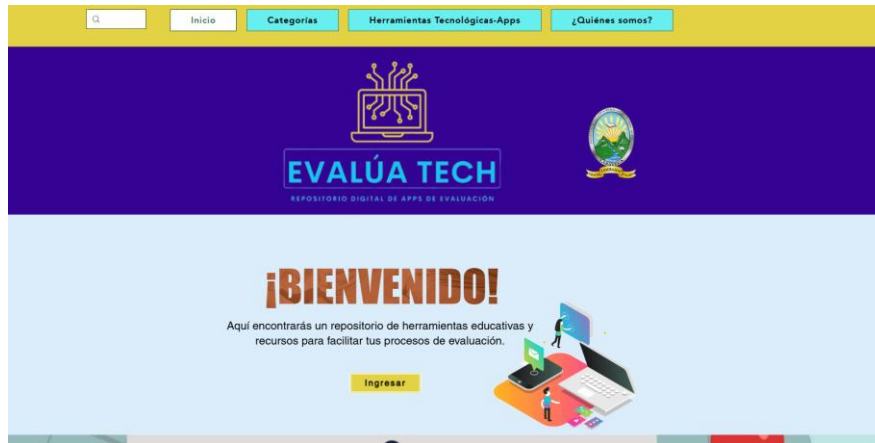 Inicio
Categorías
Herramientas Tecnológicas-Apps
¿Quiénes somos?
EVALÚA TECH
REPOSITORIO DIGITAL DE APPS DE EVALUACIÓN
¡BIENVENIDO!
Aquí encontrarás un repositorio de herramientas educativas y
recursos para facilitar tus procesos de evaluación.
Ingresar